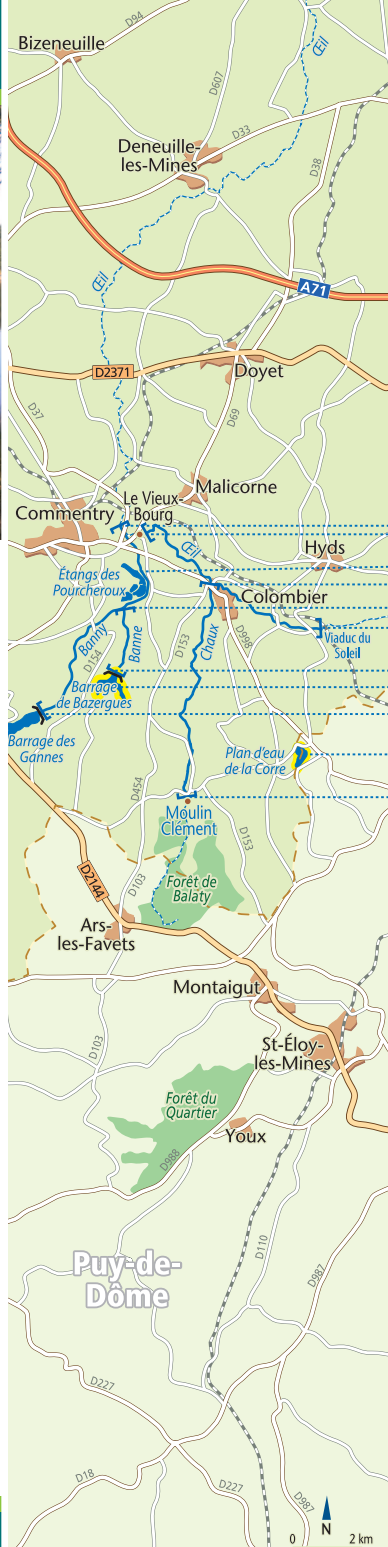 D94
Œil
Bizeneuille
D607
D33
Deneuille-
les-Mines
D38
Œil
A71
D2371
Doyet
D37
D69
Malicorne
Le Vieux-
Bourg
Commentry
Œil
Hyds
Étangs des
Pourcheroux
Colombier
Banny
Banne
D153
Chaux
D998
Viaduc du
Soleil
D154
Barrage
de Bazergues
Barrage des
Gannes
Plan d'eau
de la Corre
D454
Moulin
Clément
D153
D2144
D103
Forêt de
Balaty
Ars-
les-Favets
Montaigut
D103
St-Éloy-
les-Mines
Forêt du
Quartier
Youx
D988
D110
Puy-de-
Dôme
D987
D227
D18
D227
D987
N
0 2 km